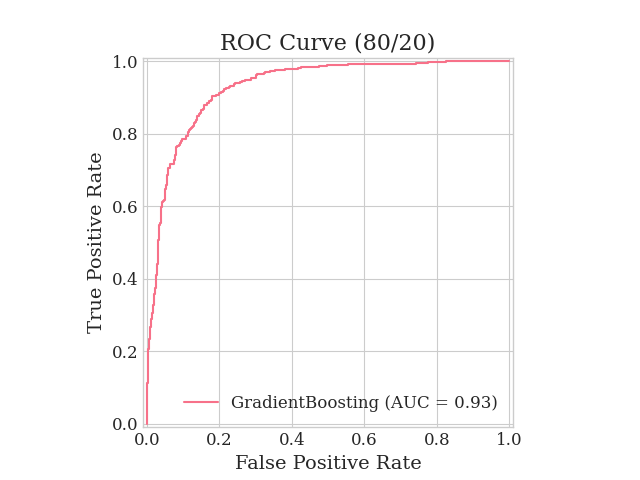 ROC Curve (80/20)
True Positive Rate
1.0
0.8
0.6
0.4
0.2
0.0
GradientBoosting (AUC = 0.93)
0.0 0.2 0.4 0.6 0.8 1.0
False Positive Rate